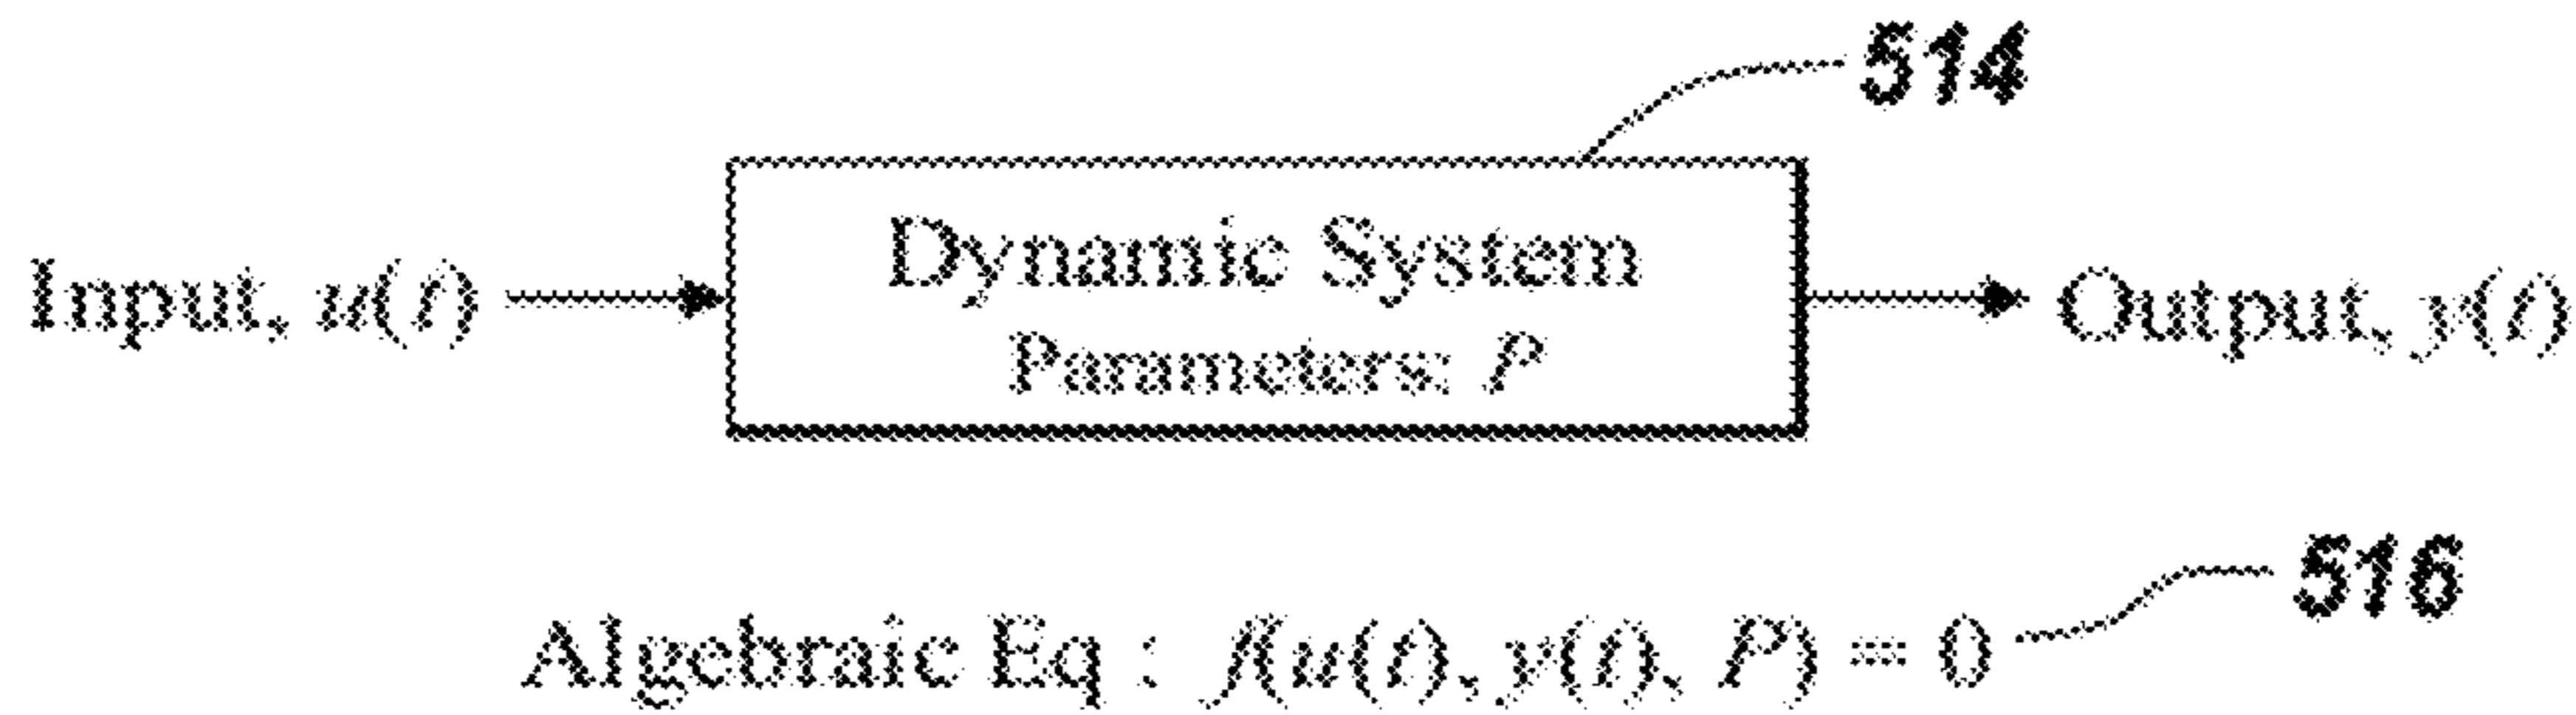 514
Dynamic System
Input, u(t)
Output, y(t)
Parameters: P
516
Algebraic Eq : f(u(t), y(t), P) = 0